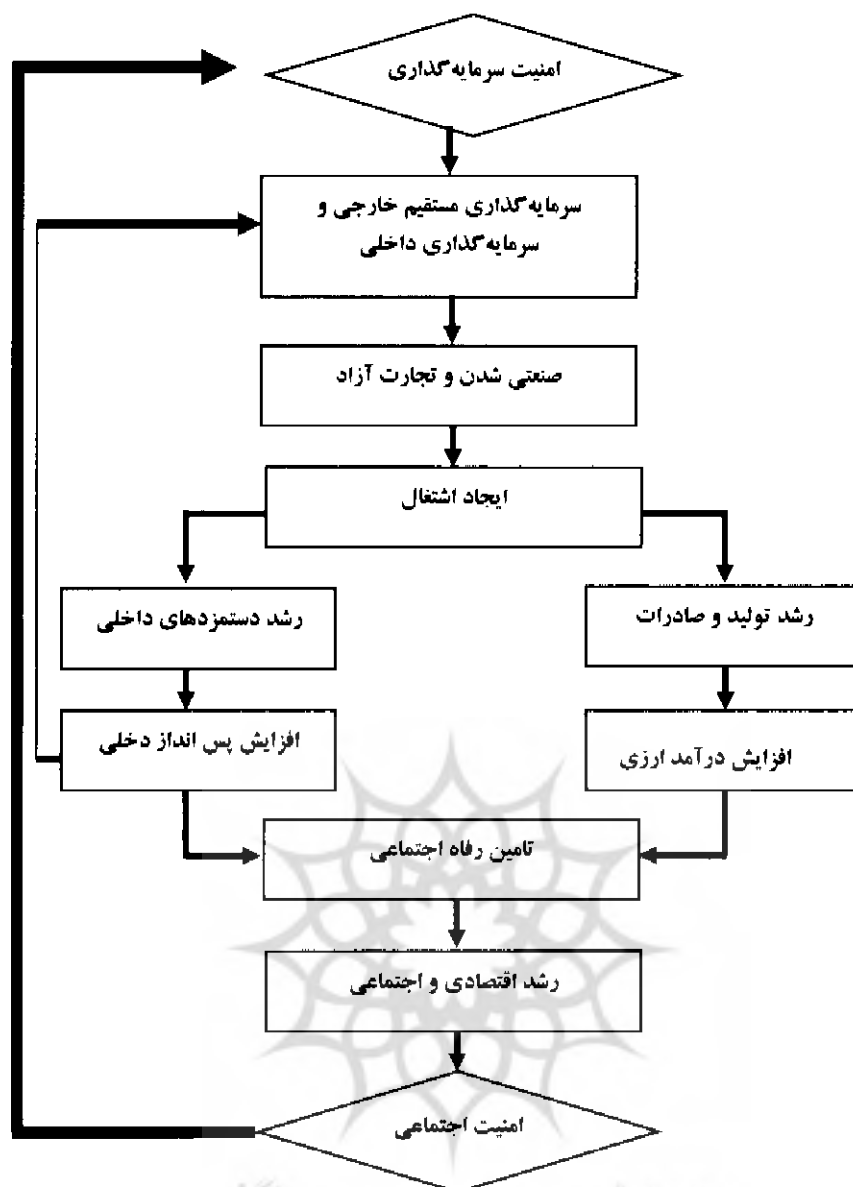 امنیت سرمایه‌گذاری
سرمایه‌گذاری مستقیم خارجی و
سرمایه‌گذاری داخلی
صنعتی شدن و تجارت آزاد
ایجاد اشتغال
رشد تولید و صادرات
رشد دستمزدهای داخلی
افزایش درآمد ارزی
افزایش پس انداز دخلی
تامین رفاه اجتماعی
رشد اقتصادی و اجتماعی
امنیت اجتماعی